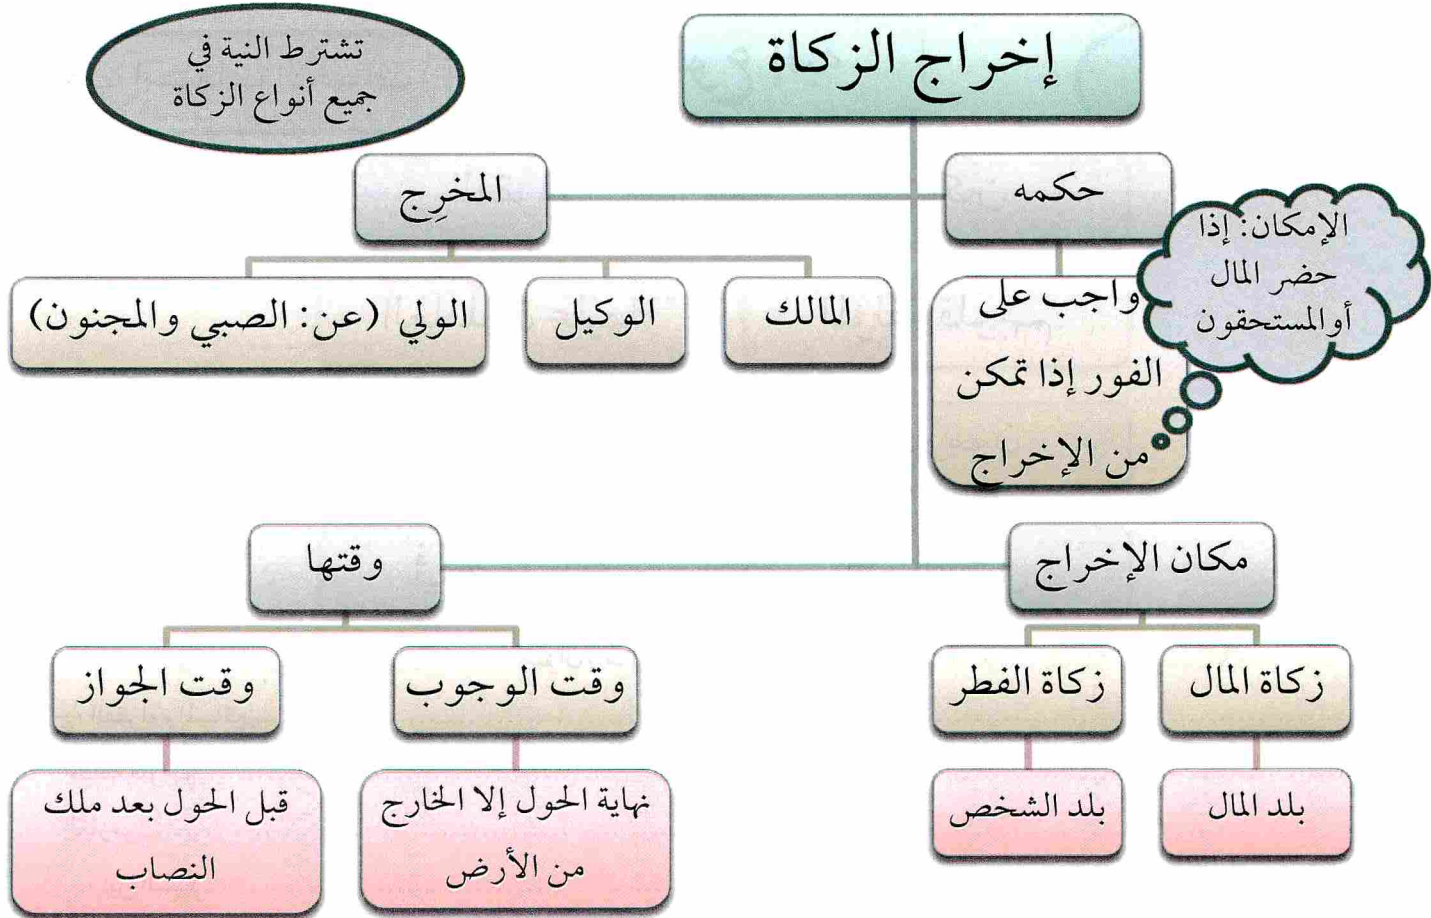 إخراج الزكاة
تشترط النية في
جميع أنواع الزكاة
حكمه
واجب على
الفور إذا تمكن
من الإخراج
الإمكان: إذا
حضر المال
أوالمستحقون
المخرِج
المالك
الوكيل
الولي (عن: الصبي والمجنون)
مكان الإخراج
زكاة المال
بلد المال
زكاة الفطر
بلد الشخص
وقتها
وقت الوجوب
نهاية الحول إلا الخارج
من الأرض
وقت الجواز
قبل الحول بعد ملك
النصاب